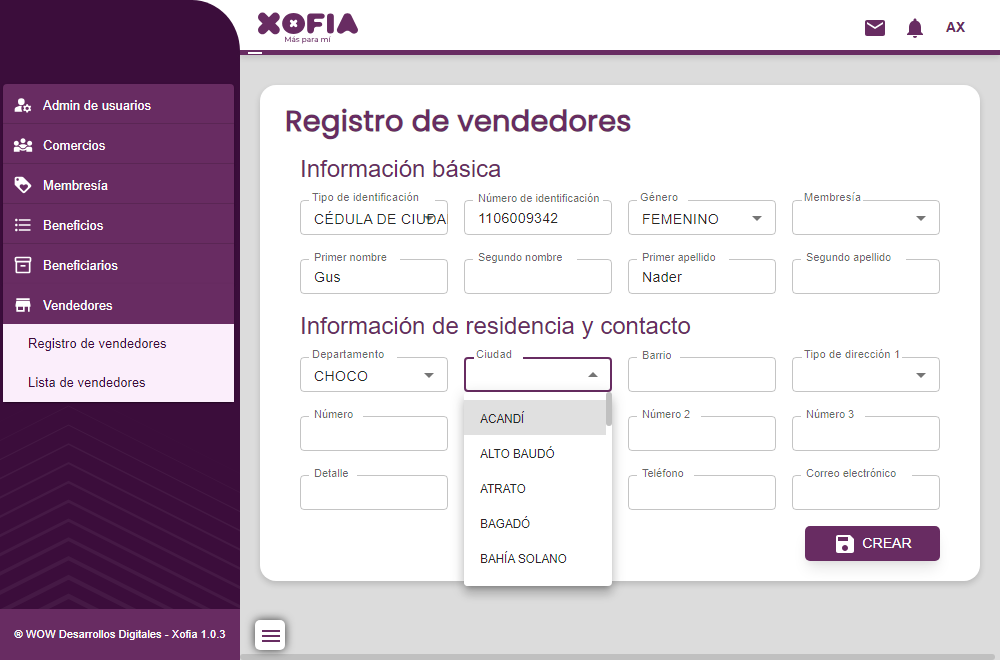 XOFIA
Más para mí
AX
Admin de usuarios
Comercios
Membresía
Beneficios
Beneficiarios
Vendedores
Registro de vendedores
Lista de vendedores
® WOW Desarrollos Digitales - Xofia 1.0.3
Registro de vendedores
Información básica
Tipo de identificación Número de identificación Género Membresía
CÉDULA DE CIUDA 1106009342 FEMENINO
Primer nombre Segundo nombre Primer apellido Segundo apellido
Gus Nader
Información de residencia y contacto
Departamento Ciudad Barrio Tipo de dirección 1
CHOCO
Número Número 2 Número 3
Detalle Teléfono Correo electrónico
ACANDÍ
ALTO BAUDÓ
ATRATO
BAGADÓ
BAHÍA SOLANO
CREAR